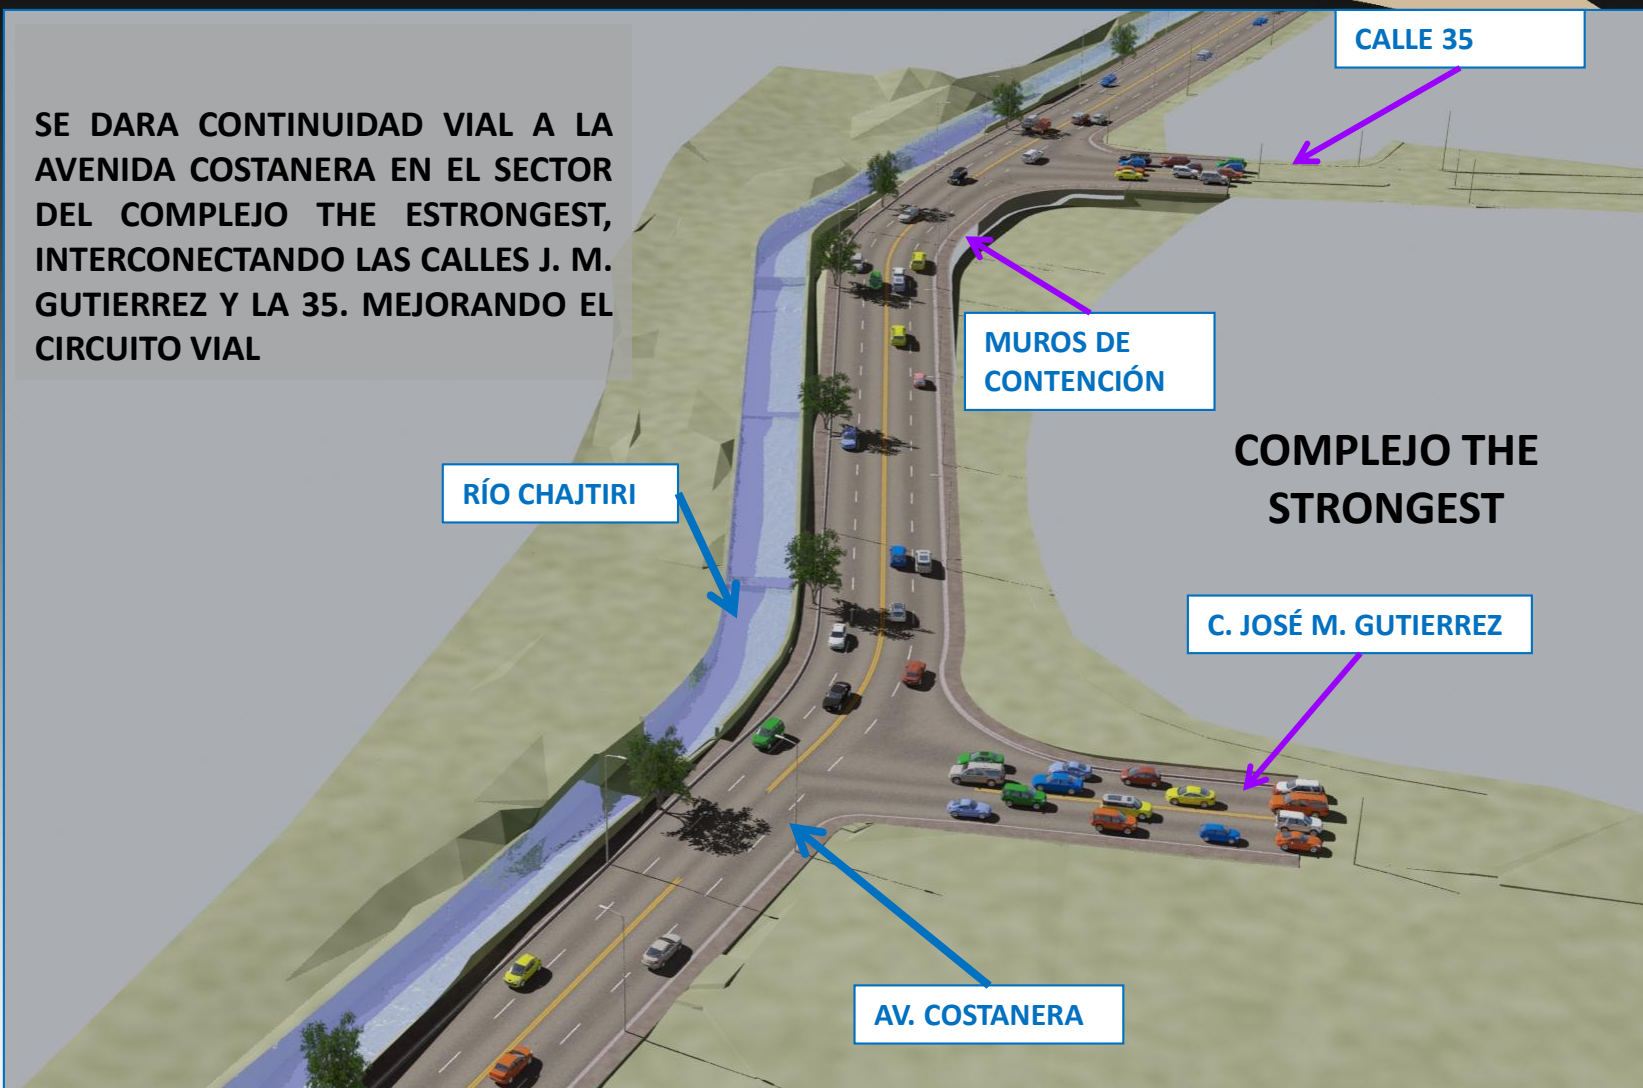 CALLE 35
SE DARA CONTINUIDAD VIAL A LA
AVENIDA COSTANERA EN EL SECTOR
DEL COMPLEJO THE ESTRONGEST,
INTERCONECTANDO LAS CALLES J. M.
GUTIERREZ Y LA 35. MEJORANDO EL
CIRCUITO VIAL
MUROS DE
CONTENCIÓN
COMPLEJO THE
STRONGEST
RÍO CHAJTIRI
C. JOSÉ M. GUTIERREZ
AV. COSTANERA